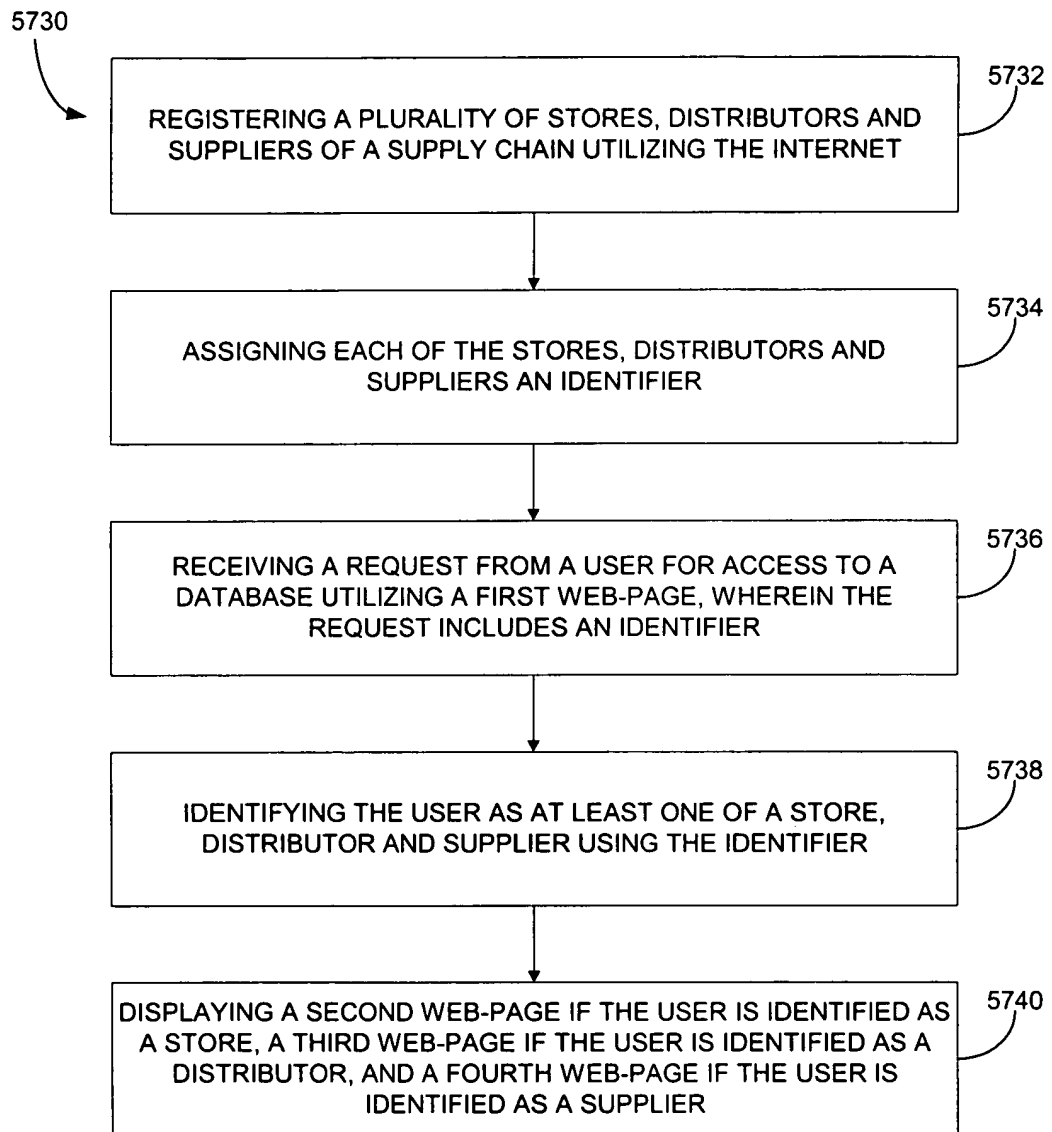 5730
5732
REGISTERING A PLURALITY OF STORES, DISTRIBUTORS AND
SUPPLIERS OF A SUPPLY CHAIN UTILIZING THE INTERNET
5734
ASSIGNING EACH OF THE STORES, DISTRIBUTORS AND
SUPPLIERS AN IDENTIFIER
5736
RECEIVING A REQUEST FROM A USER FOR ACCESS TO A
DATABASE UTILIZING A FIRST WEB-PAGE, WHEREIN THE
REQUEST INCLUDES AN IDENTIFIER
5738
IDENTIFYING THE USER AS AT LEAST ONE OF A STORE,
DISTRIBUTOR AND SUPPLIER USING THE IDENTIFIER
5740
DISPLAYING A SECOND WEB-PAGE IF THE USER IS IDENTIFIED AS
A STORE, A THIRD WEB-PAGE IF THE USER IS IDENTIFIED AS A
DISTRIBUTOR, AND A FOURTH WEB-PAGE IF THE USER IS
IDENTIFIED AS A SUPPLIER